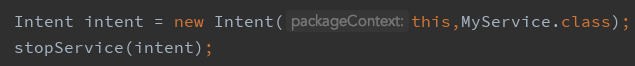 Intent intent = new Intent( packageContext: this,MyService.class);
stopService(intent);